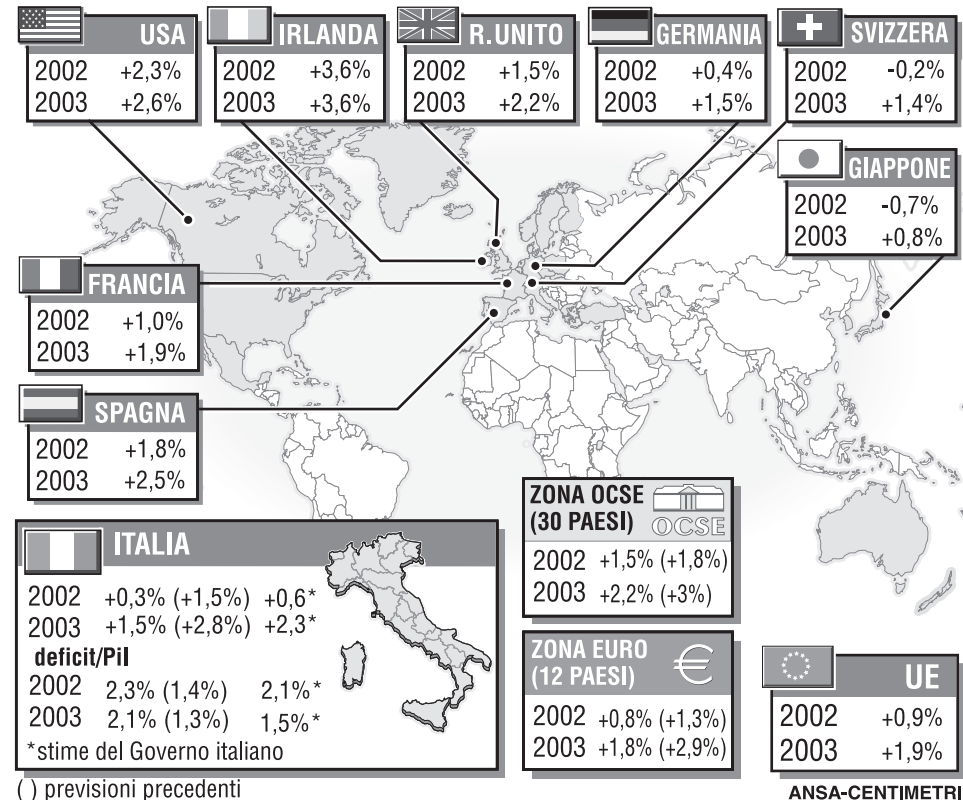 USA
2002 +2,3%
2003 +2,6%
IRLANDA
2002 +3,6%
2003 +3,6%
R.UNITO
2002 +1,5%
2003 +2,2%
GERMANIA
2002 +0,4%
2003 +1,5%
SVIZZERA
2002 -0,2%
2003 +1,4%
GIAPPONE
2002 -0,7%
2003 +0,8%
FRANCIA
2002 +1,0%
2003 +1,9%
SPAGNA
2002 +1,8%
2003 +2,5%
ITALIA
2002 +0,3% (+1,5%) +0,6*
2003 +1,5% (+2,8%) +2,3*
deficit/Pil
2002 2,3% (1,4%) 2,1%*
2003 2,1% (1,3%) 1,5%*
*stime del Governo italiano
ZONA OCSE
(30 PAESI) OCSE
2002 +1,5% (+1,8%)
2003 +2,2% (+3%)
ZONA EURO
(12 PAESI) €
2002 +0,8% (+1,3%)
2003 +1,8% (+2,9%)
UE
2002 +0,9%
2003 +1,9%
( ) previsioni precedenti
ANSA-CENTIMETRI